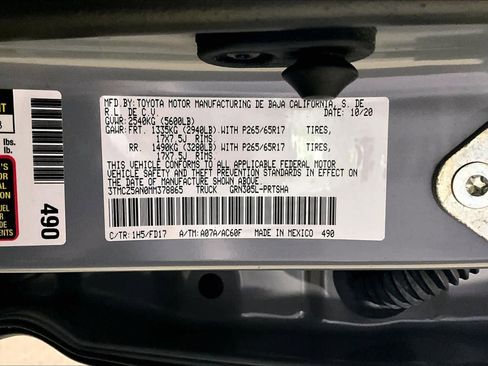 MFD.BY: TOYOTA MOTOR MANUFACTURING DE BAJA CALIFORNIA, S. DE
R.L. DE C.V. DATE: 10/20
GVWR: 2540KG (5600LB)
GAWR: FRT. 1335KG (2940LB) WITH P265/65R17 TIRES,
17X7.5J RIMS
RR. 1490KG (3280LB) WITH P265/65R17 TIRES,
17X7.5J RIMS
THIS VEHICLE CONFORMS TO ALL APPLICABLE FEDERAL MOTOR
VEHICLE SAFETY AND THEFT PREVENTION STANDARDS IN
EFFECT ON THE DATE OF MANUFACTURE SHOWN ABOVE.
3TMCZ5AN0MM378865 TRUCK GRN305L-PRTSHA
C/TR: 1H5/FD17 A/TM: A07A/AC60F MADE IN MEXICO 490
490
lbs.
lb.